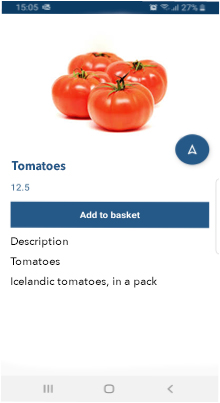 15:05
27%
Tomatoes
12.5
Add to basket
Description
Tomatoes
Icelandic tomatoes, in a pack